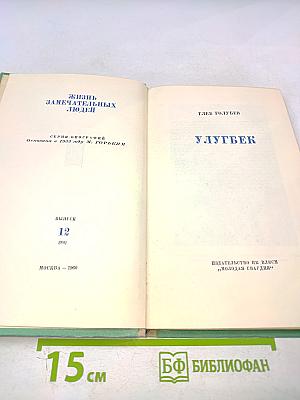 ЖИЗНЬ
ЗАМЕЧАТЕЛЬНЫХ
ЛЮДЕЙ
СЕРИЯ БИОГРАФИЙ
Основана в 1933 году М. ГОРЬКИМ
ВЫПУСК
12
МОСКВА — 1960
ГЛЕБ ГОЛУБЕВ
УЛУГБЕК
ИЗДАТЕЛЬСТВО ЦК ВЛКСМ
„МОЛОДАЯ ГВАРДИЯ“
15 см
БФ БИБЛИОФАН